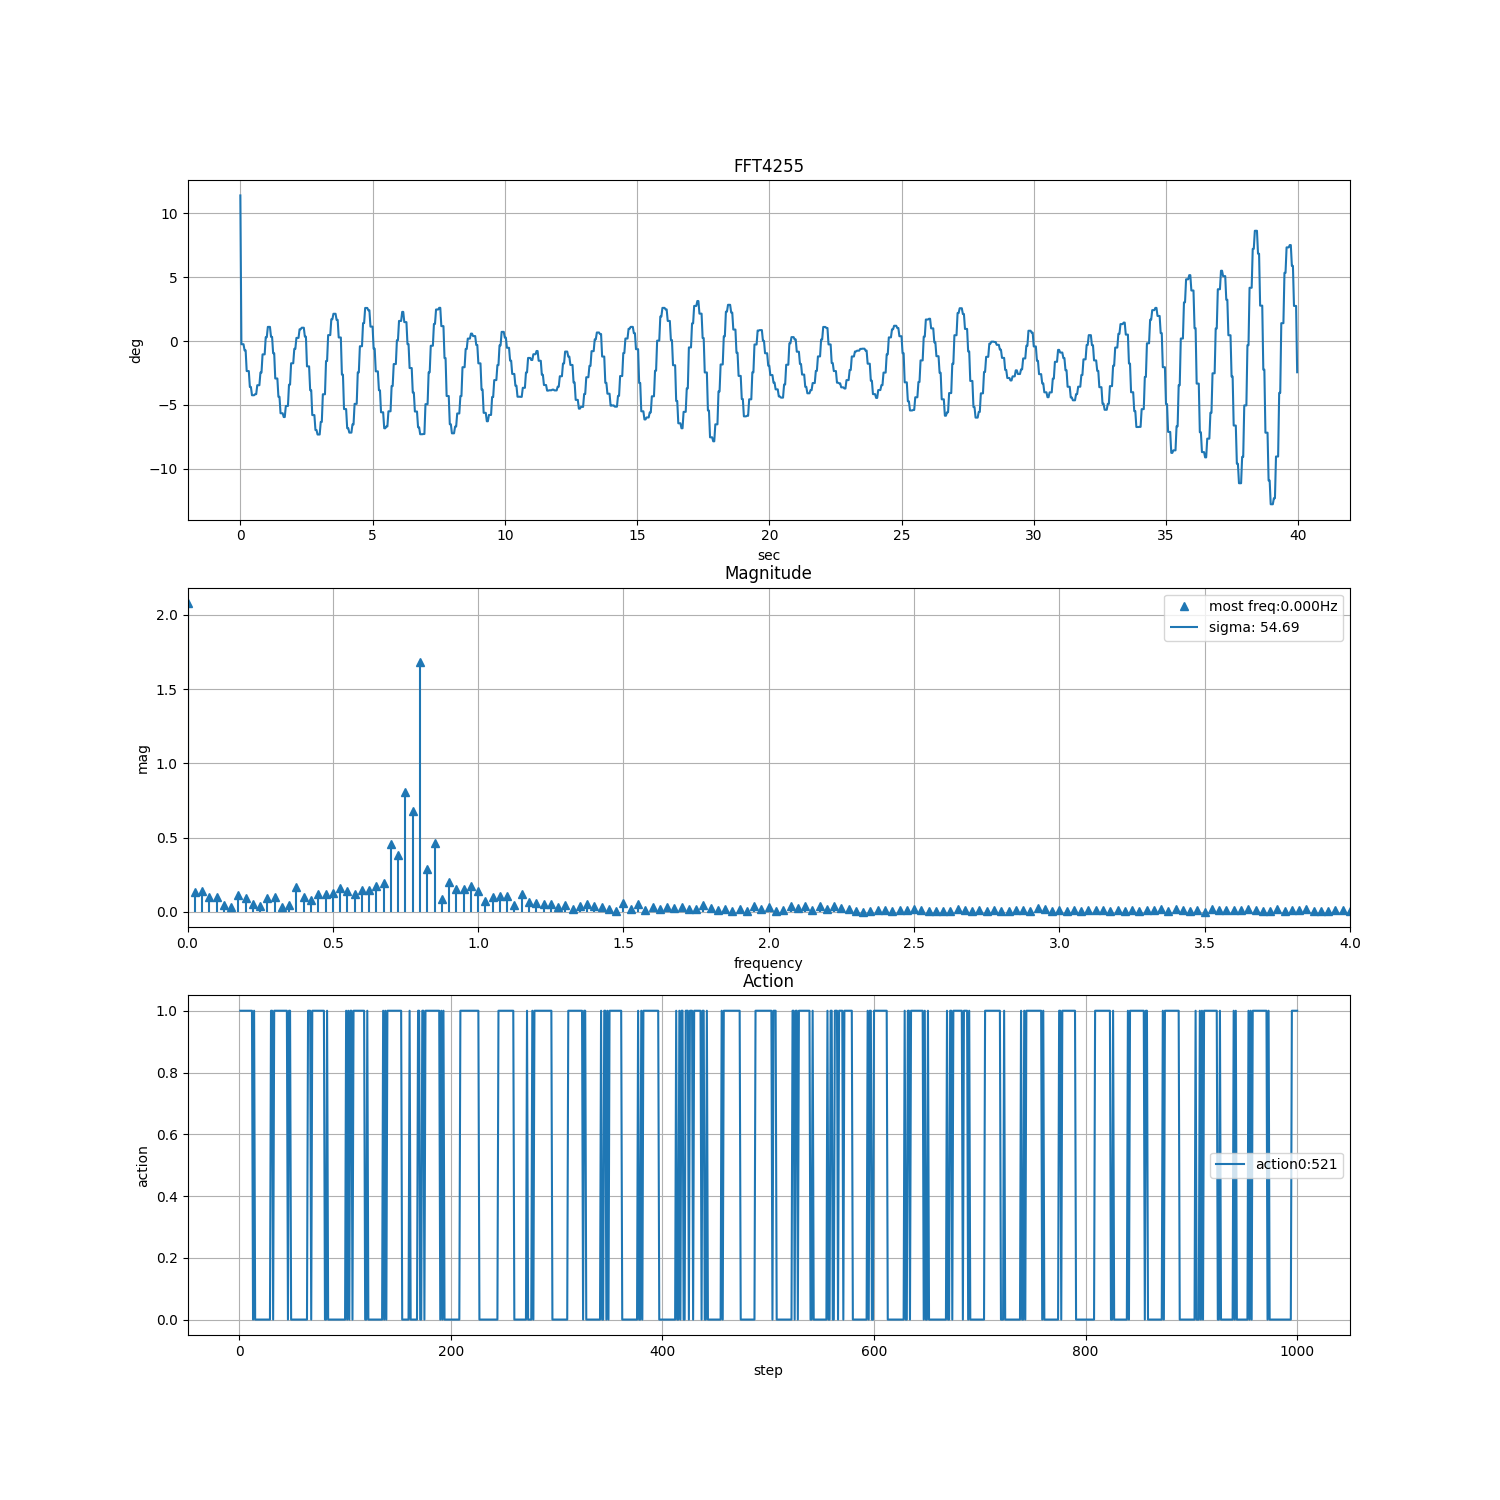 FFT4255
10
5
0
−5
−10
deg
0 5 10 15 20 25 30 35 40
sec
Magnitude
2.0
1.5
1.0
0.5
0.0
mag
most freq:0.000Hz
sigma: 54.69
0.0 0.5 1.0 1.5 2.0 2.5 3.0 3.5 4.0
frequency
Action
1.0
0.8
0.6
0.4
0.2
0.0
action
action0:521
0 200 400 600 800 1000
step